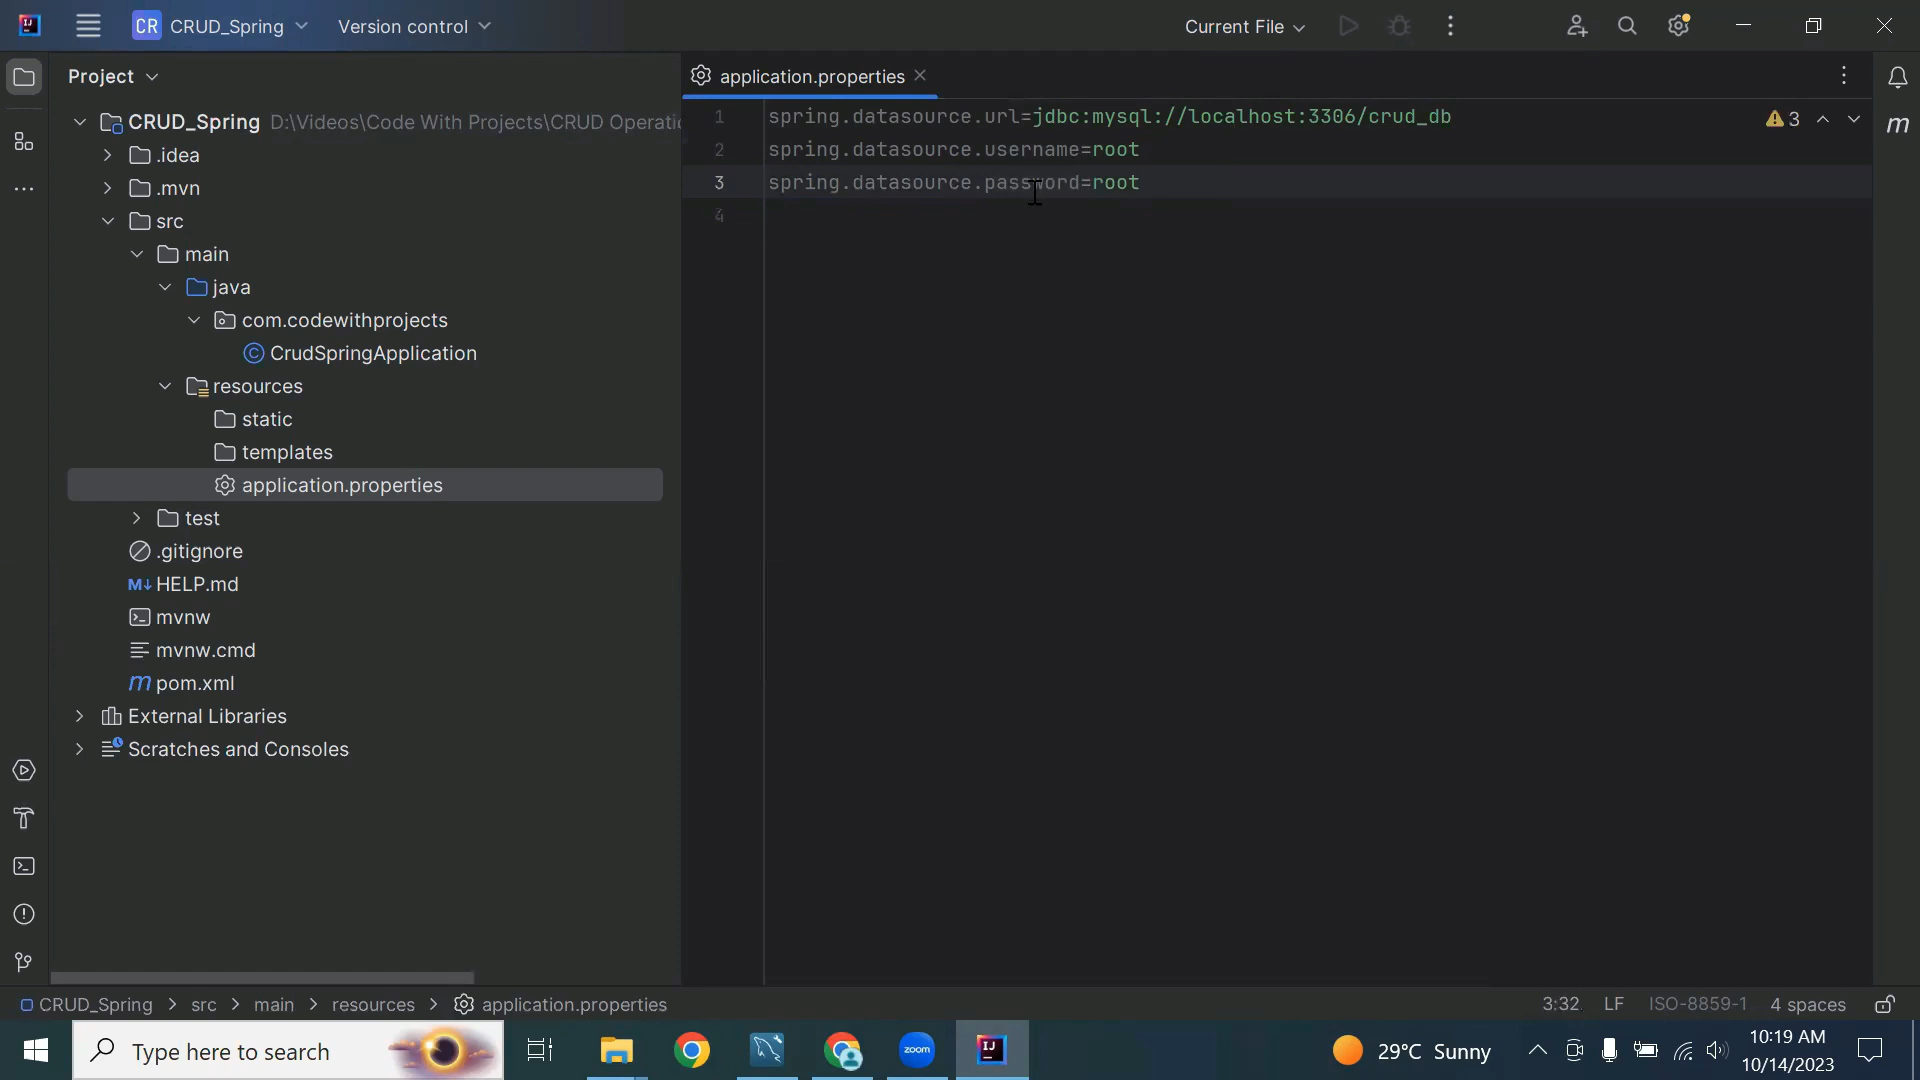 CR CRUD_Spring Version control Current File
Project
application.properties
CRUD_Spring D:\Videos\Code With Projects\CRUD Operati
.idea
.mvn
src
main
java
com.codewithprojects
CrudSpringApplication
resources
static
templates
application.properties
test
.gitignore
M↓ HELP.md
mvnw
mvnw.cmd
m pom.xml
External Libraries
Scratches and Consoles
1 spring.datasource.url=jdbc:mysql://localhost:3306/crud_db
2 spring.datasource.username=root
3 spring.datasource.password=root
4
3
m
CRUD_Spring > src > main > resources > application.properties
3:32 LF ISO-8859-1 4 spaces
Type here to search
zoom
IJ
29°C Sunny
10:19 AM
10/14/2023